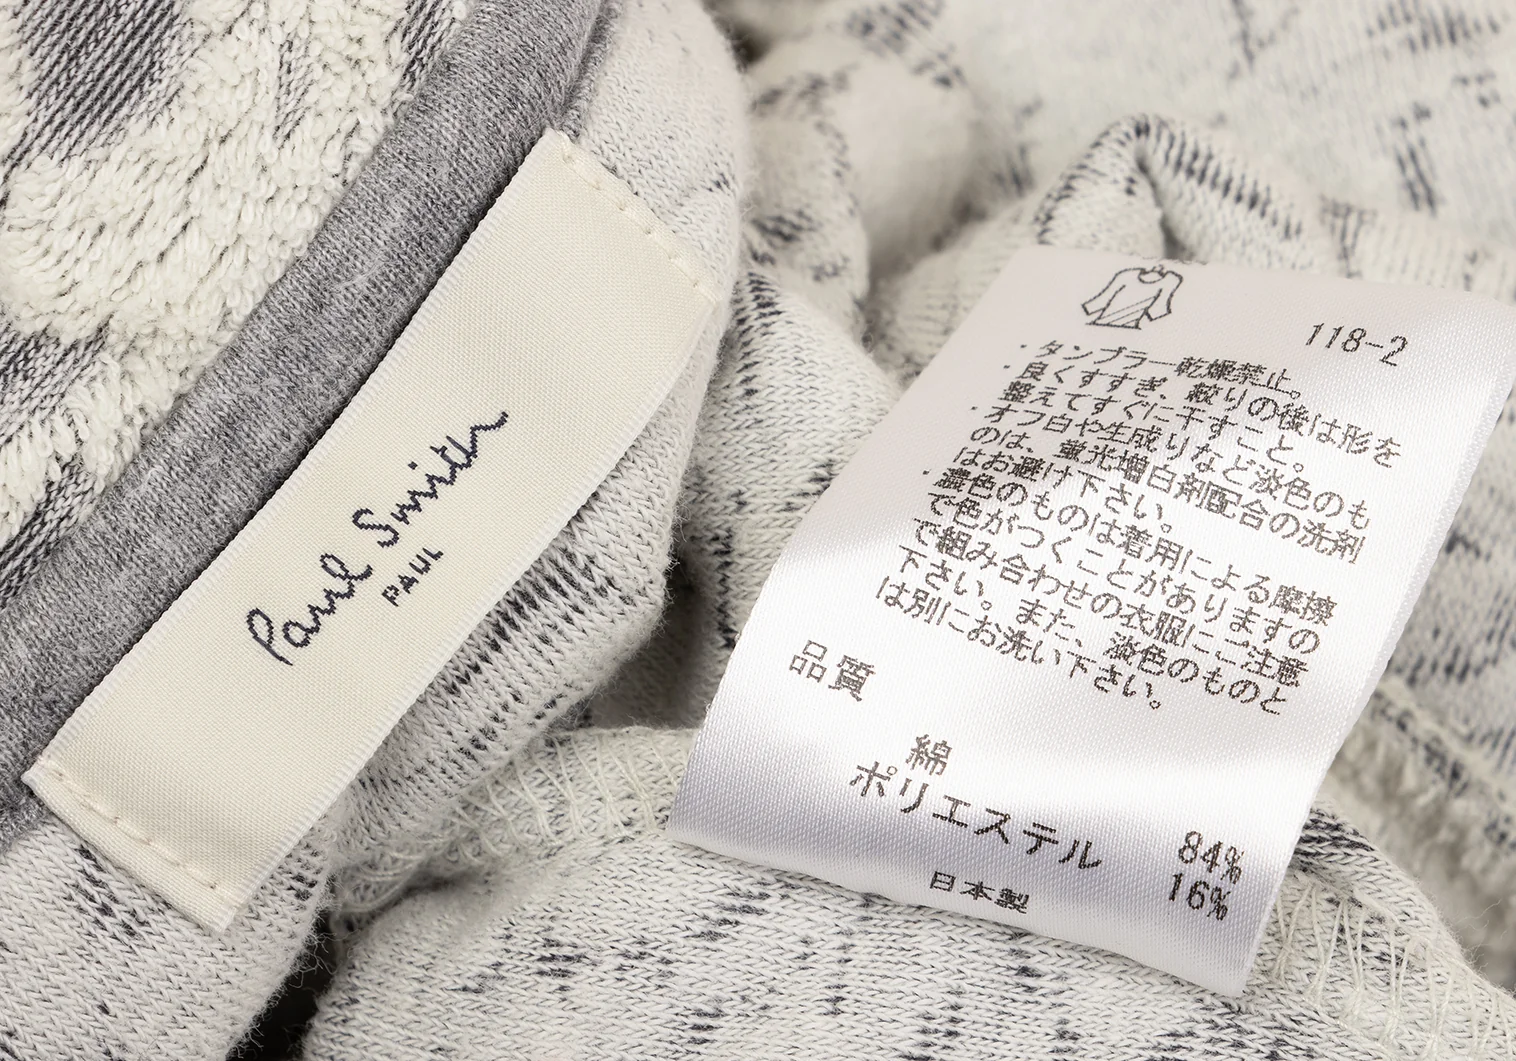 Paul Smith
PAUL
118-2
・タンブラー乾燥禁止。
・良くすすぎ、絞りの後は形を
整えてすぐに干すこと。
・オフ白や生成りなど淡色のも
のは、蛍光増白剤配合の洗剤
はお避け下さい。
・濃色のものは着用による摩擦
で色がつくことがありますの
で組み合わせの衣服にご注意
下さい。また、淡色のものと
は別にお洗い下さい。
品質
綿 84%
ポリエステル 16%
日本製